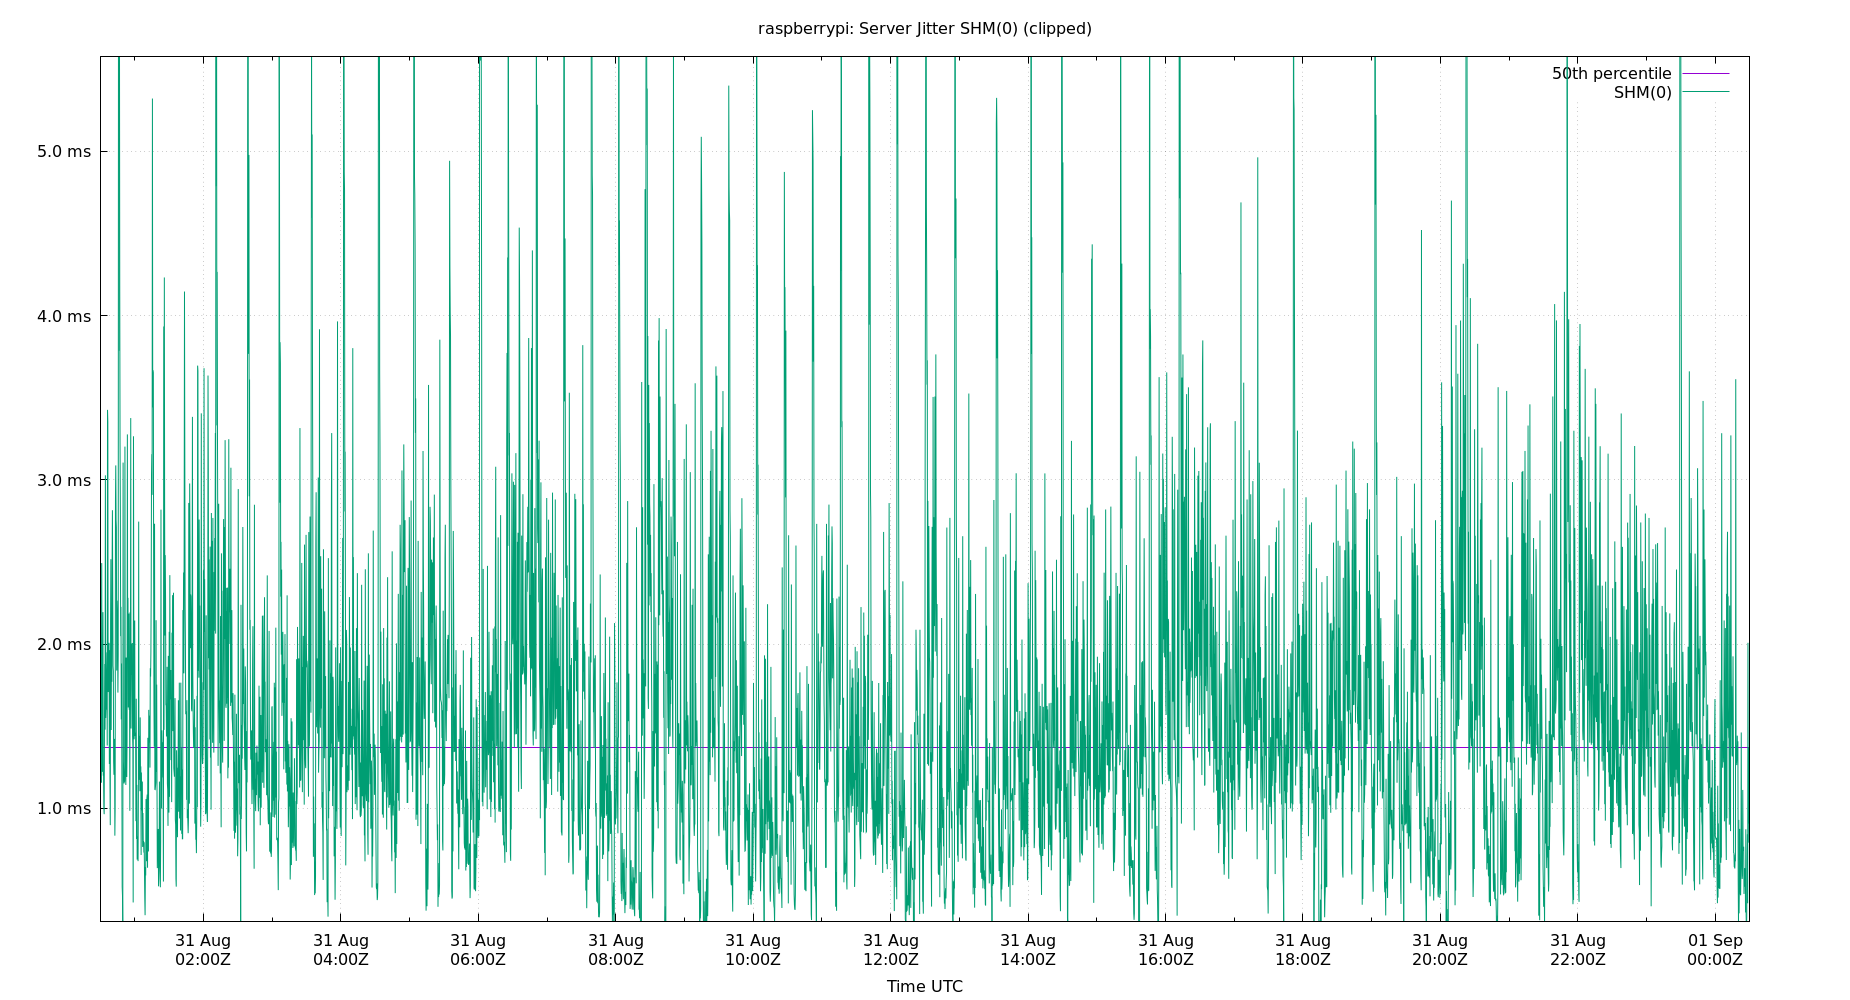 raspberrypi: Server Jitter SHM(0) (clipped)
50th percentile
SHM(0)
5.0 ms
4.0 ms
3.0 ms
2.0 ms
1.0 ms
31 Aug 31 Aug 31 Aug 31 Aug 31 Aug 31 Aug 31 Aug 31 Aug 31 Aug 31 Aug 31 Aug 01 Sep
02:00Z 04:00Z 06:00Z 08:00Z 10:00Z 12:00Z 14:00Z 16:00Z 18:00Z 20:00Z 22:00Z 00:00Z
Time UTC